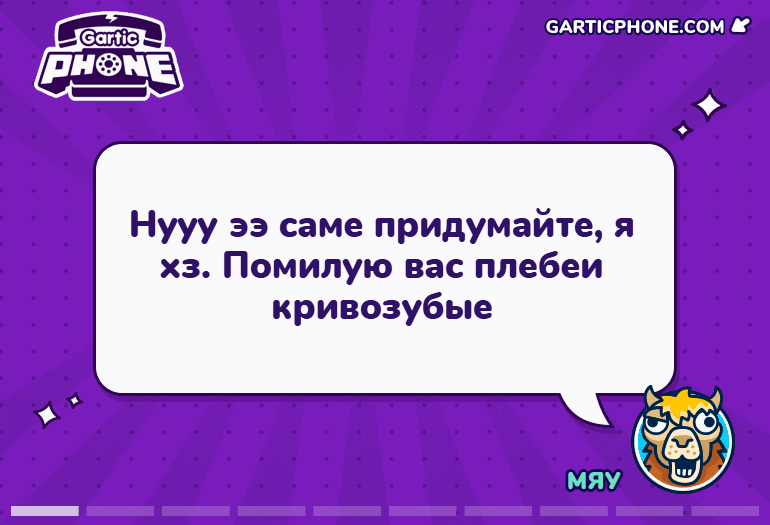 Gartic
PHONE
GARTICPHONE.COM
Нууу ээ саме придумайте, я
хз. Помилую вас плебеи
кривозубые
МЯУ